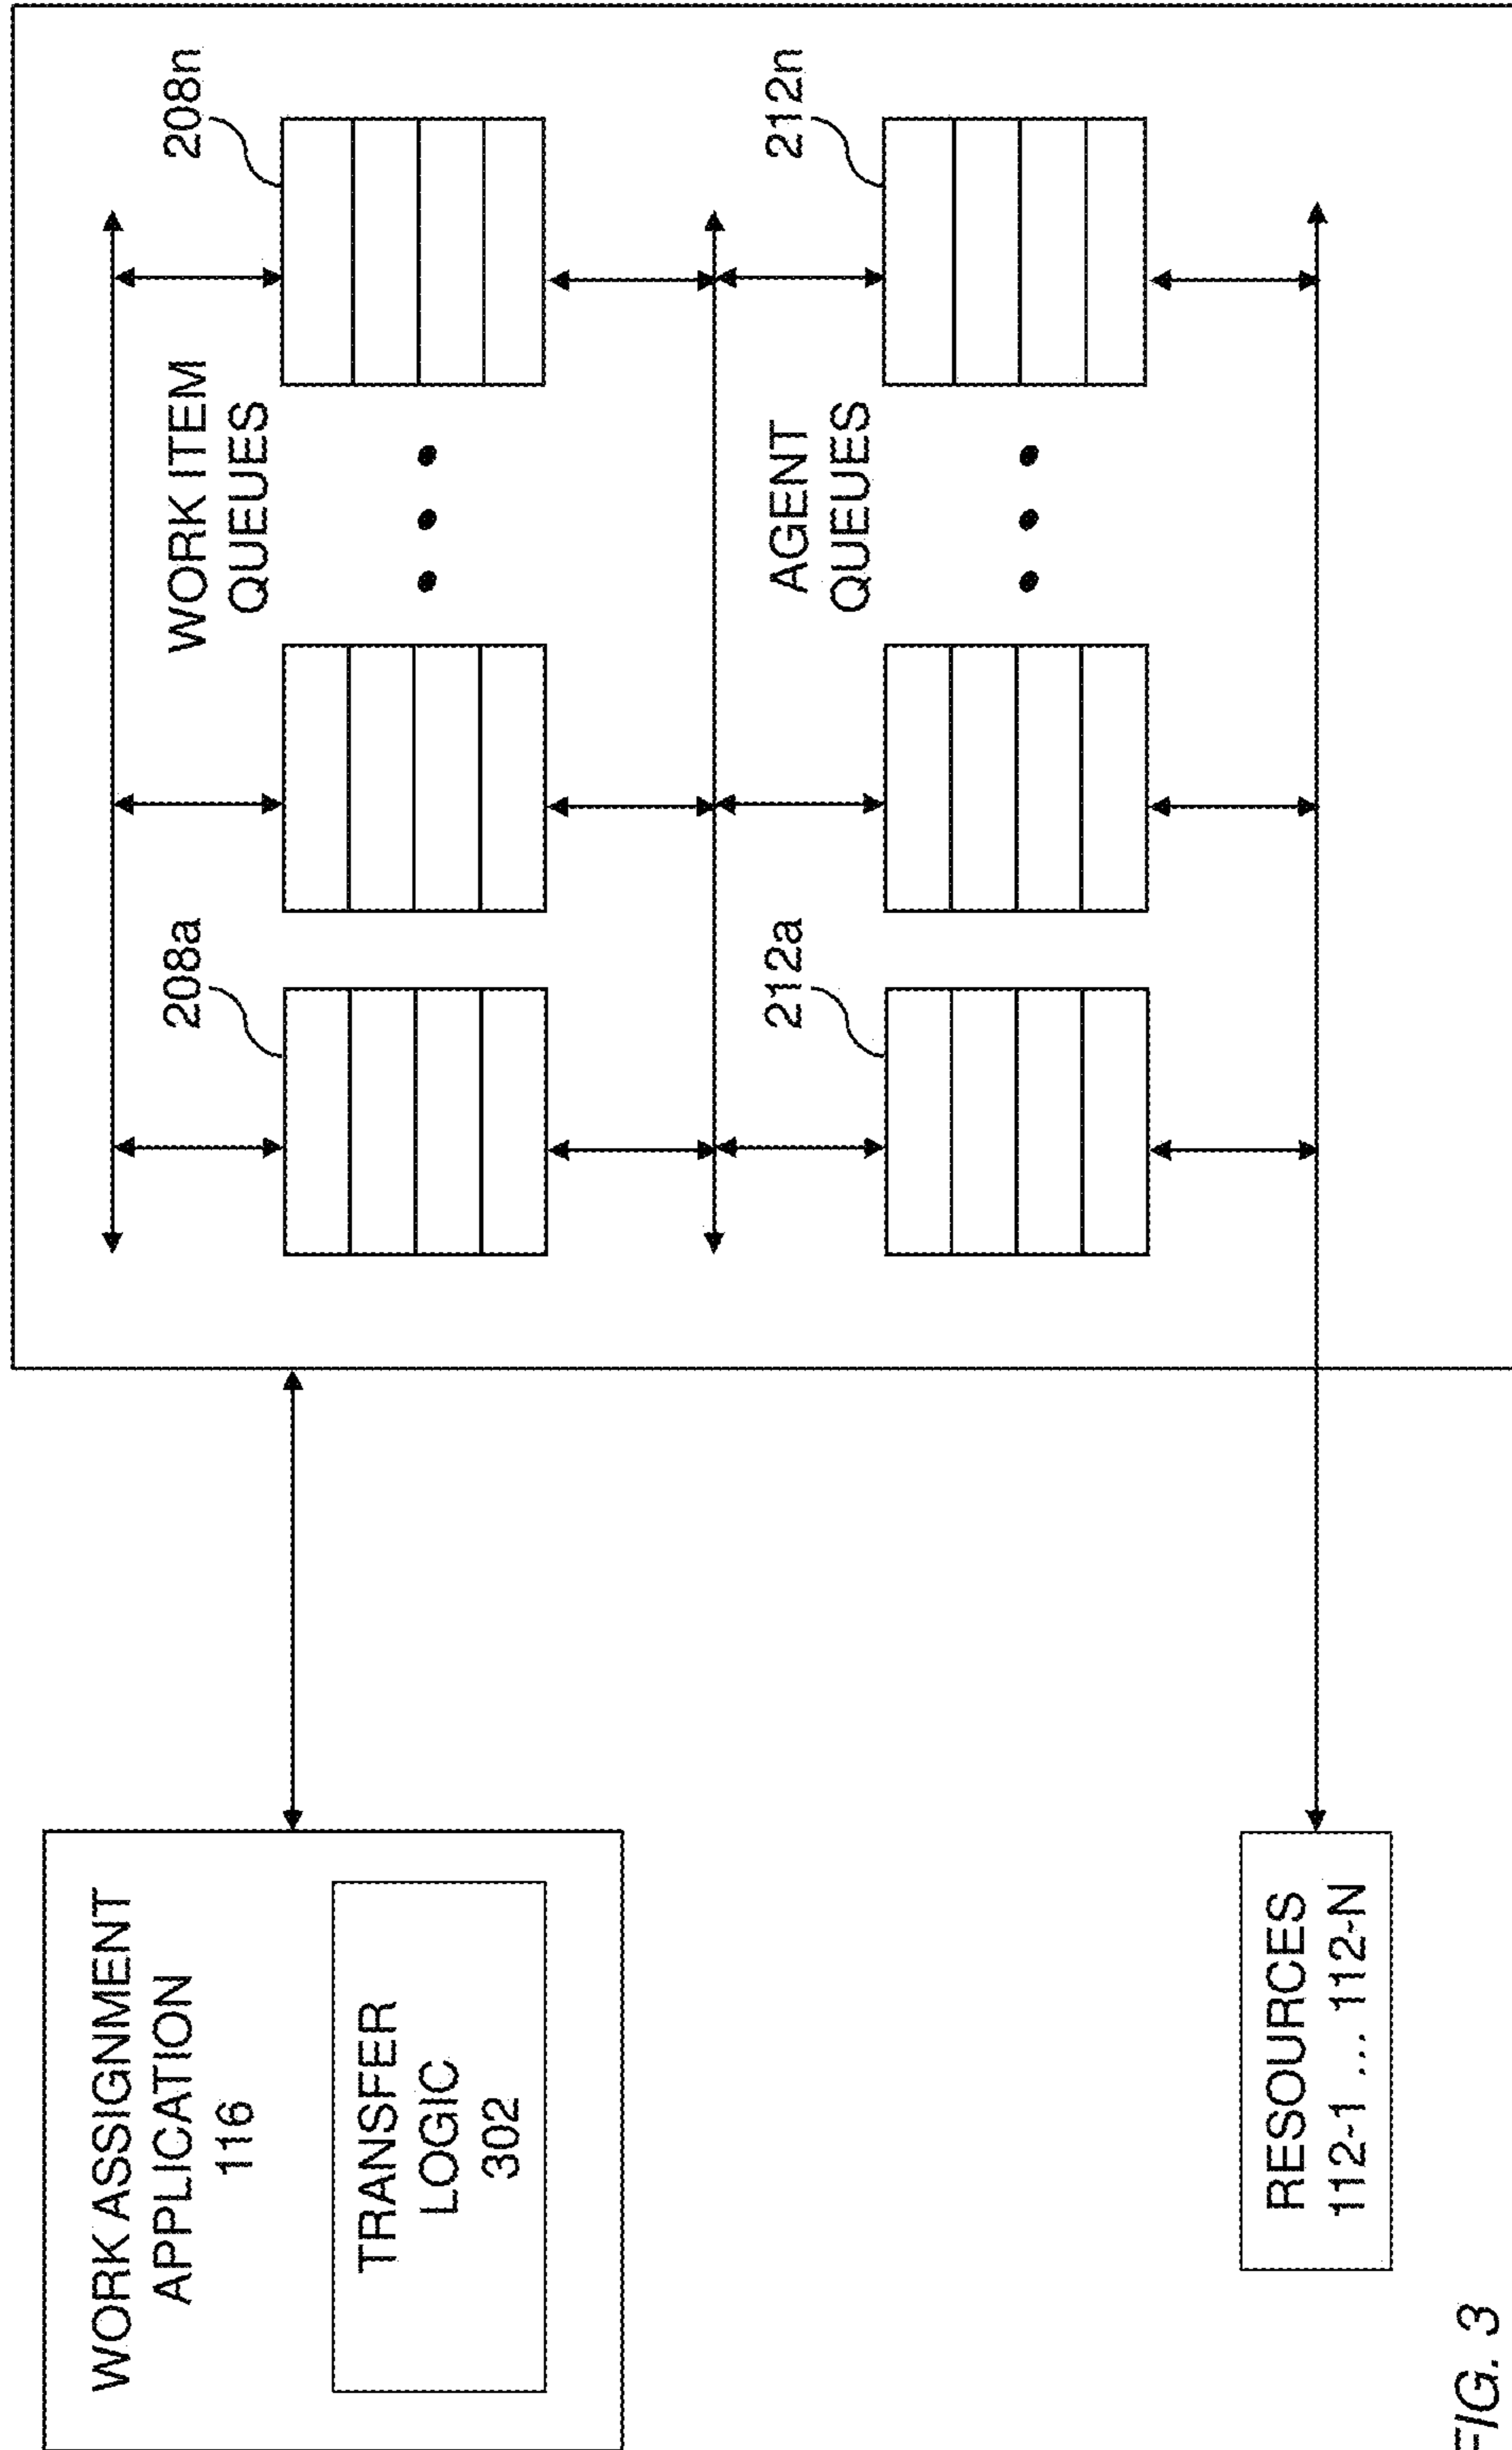 WORK ASSIGNMENT
APPLICATION
116
TRANSFER
LOGIC
302
208a
WORK ITEM
QUEUES
208n
212a
AGENT
QUEUES
212n
RESOURCES
112-1 ... 112-N
FIG. 3